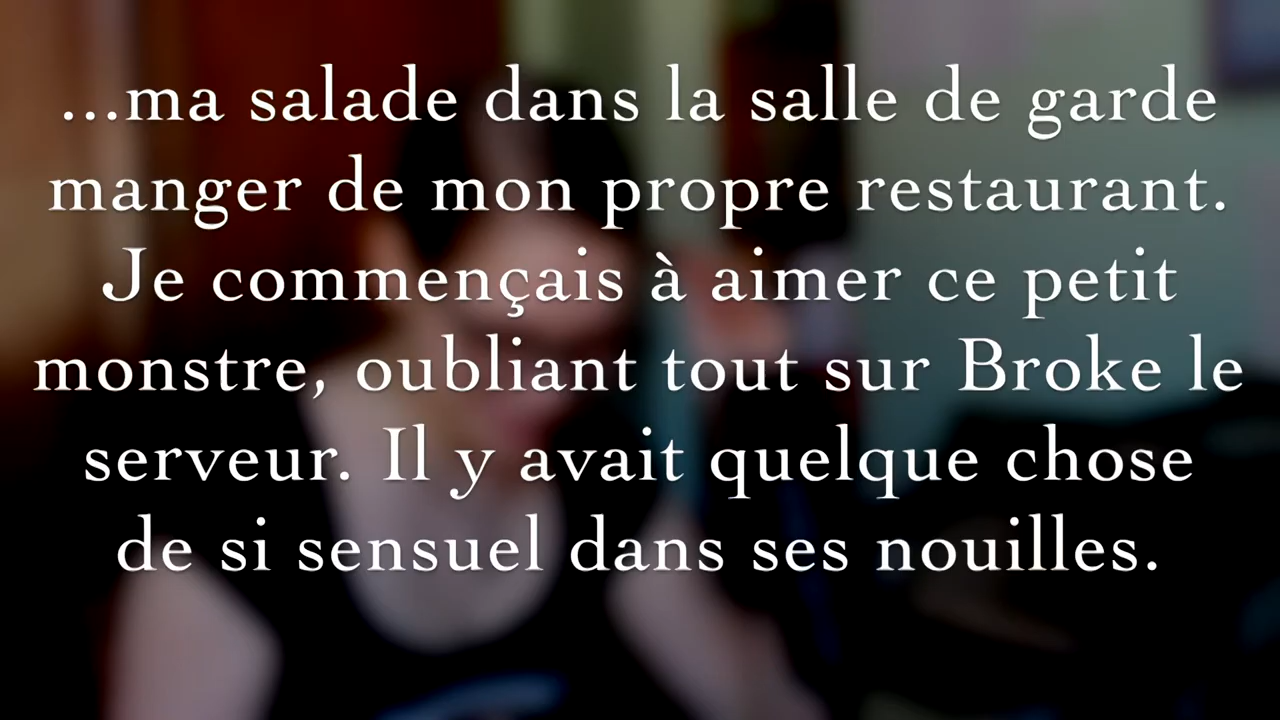 ...ma salade dans la salle de garde
manger de mon propre restaurant.
Je commençais à aimer ce petit
monstre, oubliant tout sur Broke le
serveur. Il y avait quelque chose
de si sensuel dans ses nouilles.